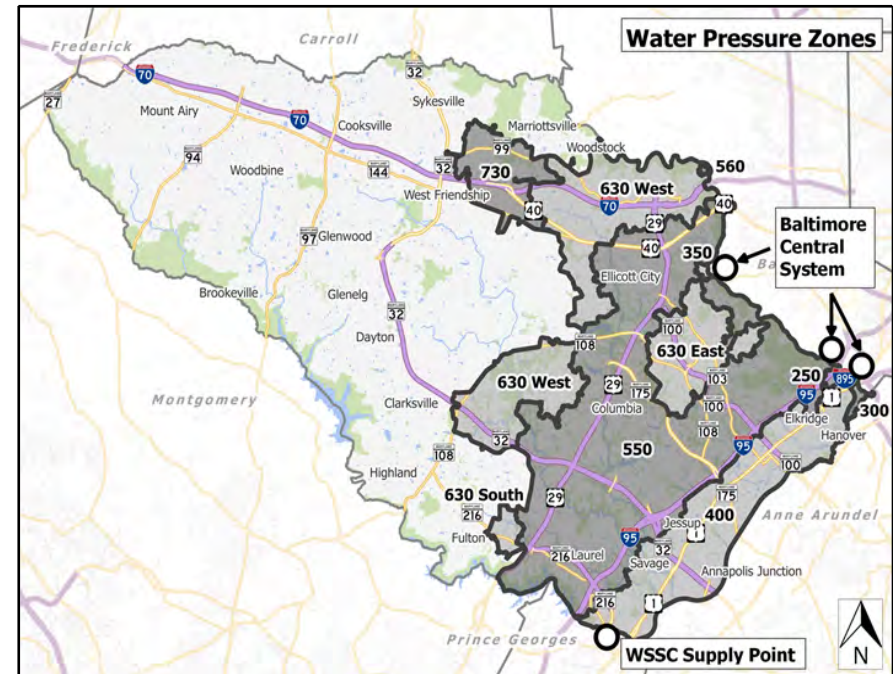 Water Pressure Zones
Frederick
Carroll
70
32
27
Mount Airy
70
Sykesville
Cooksville
Marriottsville
99
Woodstock
94
Woodbine
144
32
730
560
West Friendship
630 West
70
40
29
40
Baltimore
Central
System
97
Glenwood
40
350
Ba
Ellicott City
Glenelg
Brookeville
32
100
Dayton
108
630 East
630 West
250
895
29
175
103
95
1
300
Columbia
Clarksville
100
Elkridge
Montgomery
Hanover
32
108
550
95
100
108
Highland
175
630 South
29
400
Anne Arundel
216
Jessup
1
Fulton
95
32
216
Laurel
Savage
Annapolis Junction
216
1
Prince Georges
WSSC Supply Point
N
MARYLAND